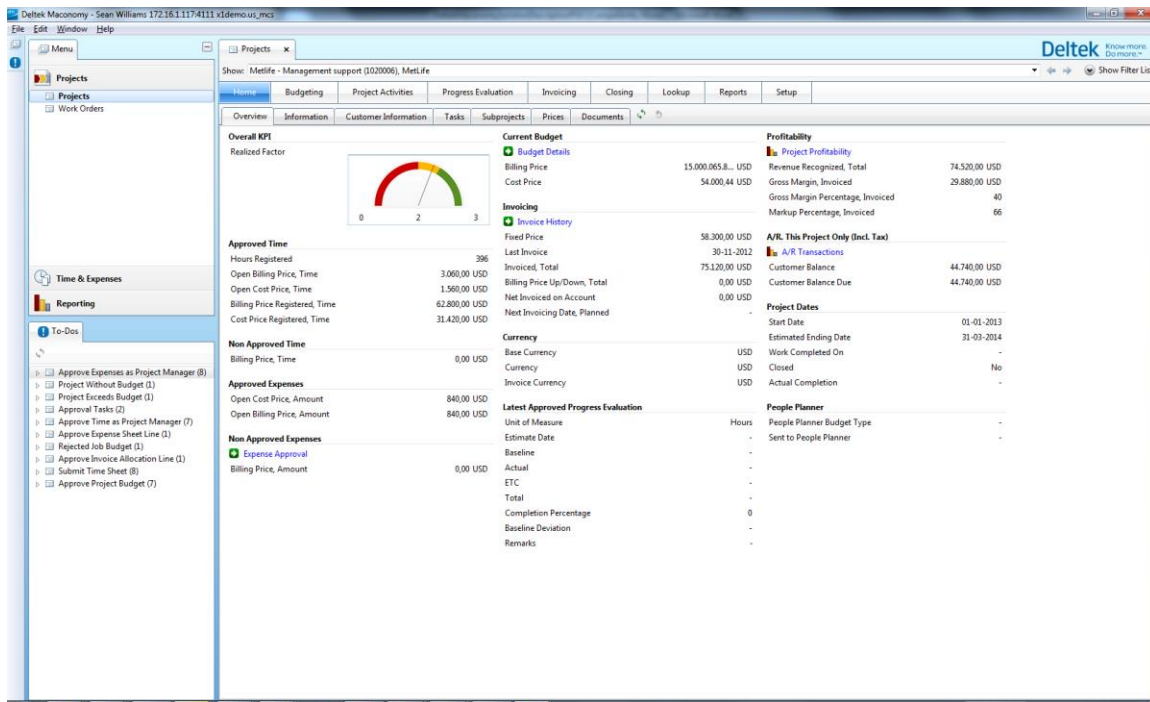 Deltek Maconomy - Sean Williams 172.16.1.117:4111 x1demo.us_mcs
File Edit Window Help
Menu
Projects
Projects
Work Orders
Time & Expenses
Reporting
To-Dos
Approve Expenses as Project Manager (8)
Project Without Budget (1)
Project Exceeds Budget (1)
Approval Tasks (2)
Approve Time as Project Manager (7)
Approve Expense Sheet Line (1)
Rejected Job Budget (1)
Approve Invoice Allocation Line (1)
Submit Time Sheet (8)
Approve Project Budget (7)
Projects
Deltek Know more. Do more.™
Show: Metlife - Management support (1020006), MetLife
Show Filter Lis
Home Budgeting Project Activities Progress Evaluation Invoicing Closing Lookup Reports Setup
Overview Information Customer Information Tasks Subprojects Prices Documents
Overall KPI
Realized Factor
0 2 3
Approved Time
Hours Registered 396
Open Billing Price, Time 3.060,00 USD
Open Cost Price, Time 1.560,00 USD
Billing Price Registered, Time 62.800,00 USD
Cost Price Registered, Time 31.420,00 USD
Non Approved Time
Billing Price, Time 0,00 USD
Approved Expenses
Open Cost Price, Amount 840,00 USD
Open Billing Price, Amount 840,00 USD
Non Approved Expenses
Expense Approval
Billing Price, Amount 0,00 USD
Current Budget
Budget Details
Billing Price 15.000.065.8... USD
Cost Price 54.000,44 USD
Invoicing
Invoice History
Fixed Price 58.300,00 USD
Last Invoice 30-11-2012
Invoiced, Total 75.120,00 USD
Billing Price Up/Down, Total 0,00 USD
Net Invoiced on Account 0,00 USD
Next Invoicing Date, Planned -
Currency
Base Currency USD
Currency USD
Invoice Currency USD
Latest Approved Progress Evaluation
Unit of Measure Hours
Estimate Date -
Baseline -
Actual -
ETC -
Total -
Completion Percentage 0
Baseline Deviation -
Remarks -
Profitability
Project Profitability
Revenue Recognized, Total 74.520,00 USD
Gross Margin, Invoiced 29.880,00 USD
Gross Margin Percentage, Invoiced 40
Markup Percentage, Invoiced 66
A/R. This Project Only (Incl. Tax)
A/R Transactions
Customer Balance 44.740,00 USD
Customer Balance Due 44.740,00 USD
Project Dates
Start Date 01-01-2013
Estimated Ending Date 31-03-2014
Work Completed On -
Closed No
Actual Completion -
People Planner
People Planner Budget Type -
Sent to People Planner -